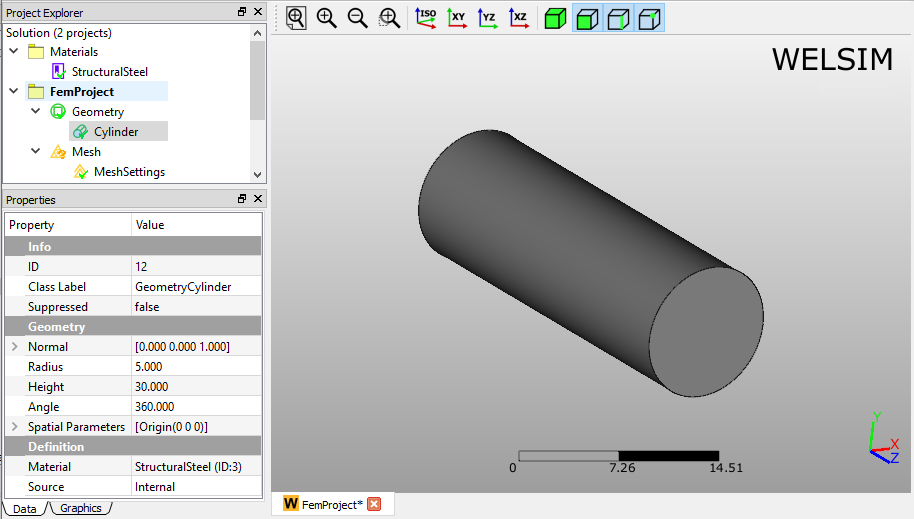 Project Explorer
Solution (2 projects)
Materials
StructuralSteel
FemProject
Geometry
Cylinder
Mesh
MeshSettings
Properties
Property Value
Info
ID 12
Class Label GeometryCylinder
Suppressed false
Geometry
Normal [0.000 0.000 1.000]
Radius 5.000
Height 30.000
Angle 360.000
Spatial Parameters [Origin(0 0 0)]
Definition
Material StructuralSteel (ID:3)
Source Internal
Data Graphics
ISO XY YZ XZ
WELSIM
Y
X
Z
0 7.26 14.51
W FemProject*